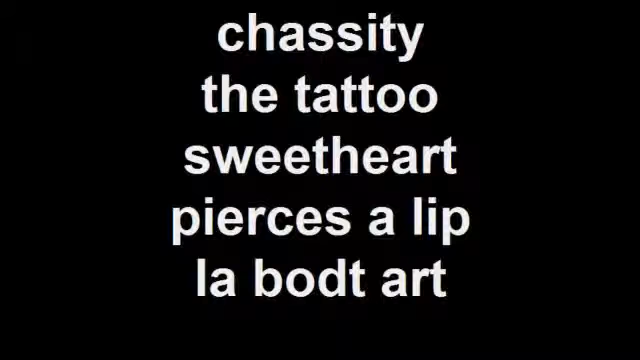 chassity
the tattoo
sweetheart
pierces a lip
la bodt art